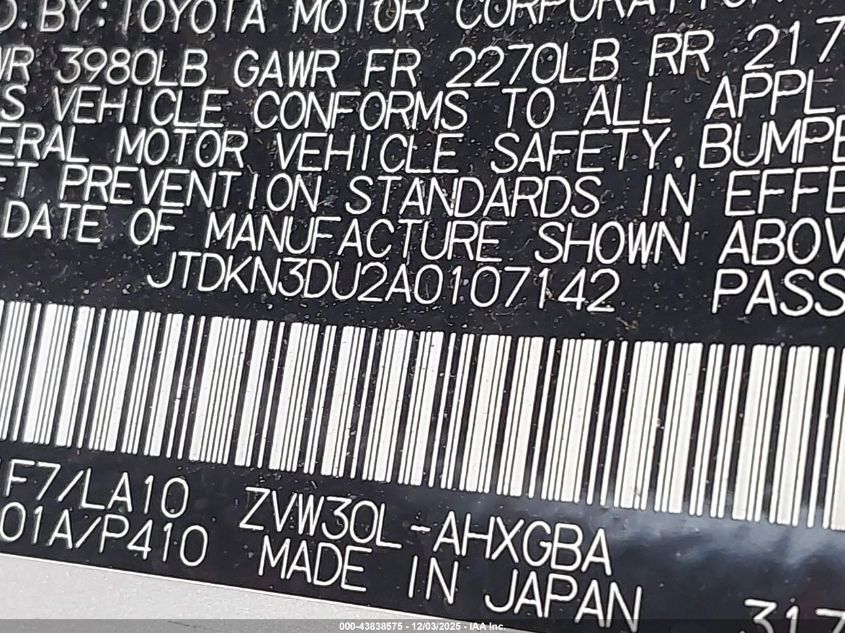 D.BY:TOYOTA MOTOR CORPORATION
WR 3980LB GAWR FR 2270LB RR 217
S VEHICLE CONFORMS TO ALL APPL
ERAL MOTOR VEHICLE SAFETY, BUMPE
FT PREVENTION STANDARDS IN EFFE
DATE OF MANUFACTURE SHOWN ABOV
JTDKN3DU2A0107142 PASS
F7/LA10 ZVW30L-AHXGBA
01A/P410 MADE IN JAPAN 317
000-43838575 - 12/03/2025 - IAA, Inc.